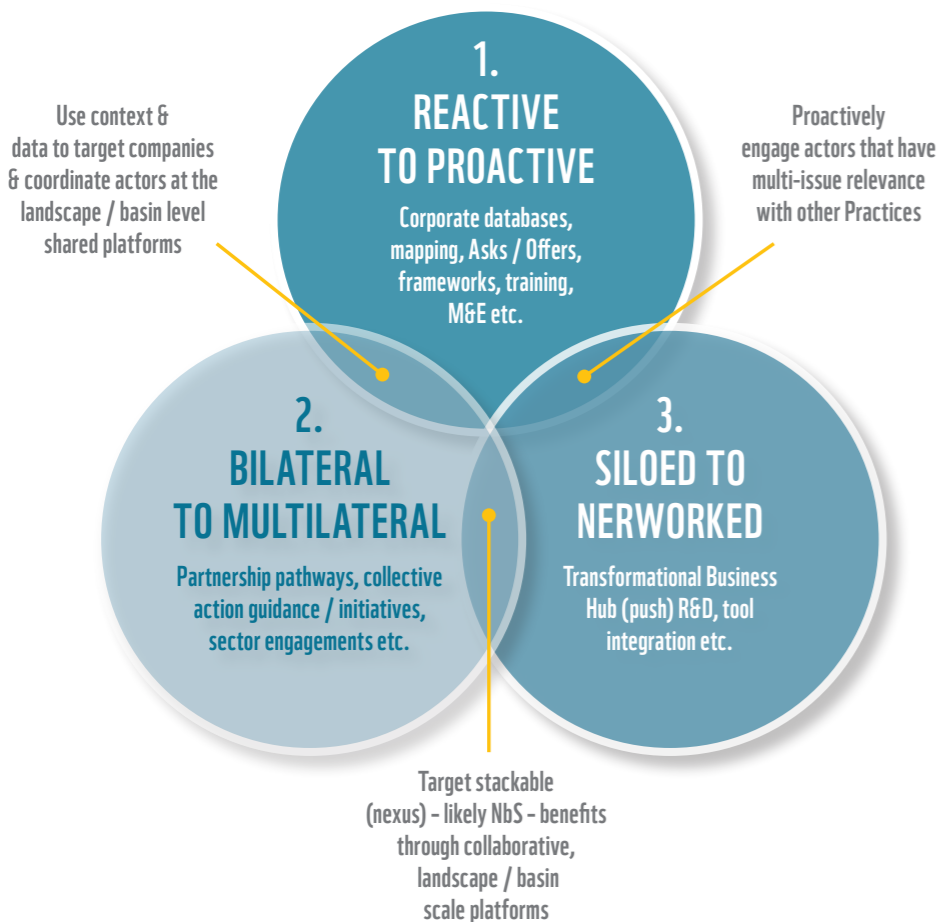 1.
REACTIVE
TO PROACTIVE
Corporate databases,
mapping, Asks / Offers,
frameworks, training,
M&E etc.
Use context &
data to target companies
& coordinate actors at the
landscape / basin level
shared platforms
Proactively
engage actors that have
multi-issue relevance
with other Practices
2.
BILATERAL
TO MULTILATERAL
Partnership pathways, collective
action guidance / initiatives,
sector engagements etc.
3.
SILOED TO
NERWORKED
Transformational Business
Hub (push) R&D, tool
integration etc.
Target stackable
(nexus) – likely NbS – benefits
through collaborative,
landscape / basin
scale platforms